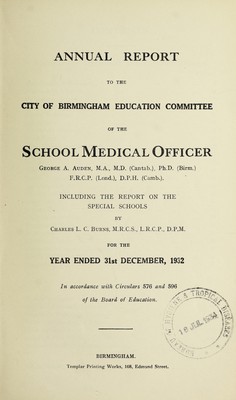 ANNUAL REPORT
TO THE
CITY OF BIRMINGHAM EDUCATION COMMITTEE
OF THE
SCHOOL MEDICAL OFFICER
GEORGE A. AUDEN, M.A., M.D. (Cantab.), Ph.D. (Birm.)
F.R.C.P. (Lond.), D.P.H. (Camb.).
INCLUDING THE REPORT ON THE
SPECIAL SCHOOLS
BY
CHARLES L. C. BURNS, M.R.C.S., L.R.C.P., D.P.M.
FOR THE
YEAR ENDED 31st DECEMBER, 1932
In accordance with Circulars 576 and 596
of the Board of Education.
& TROPICAL
JUL 1934
BIRMINGHAM.
Templar Printing Works, 168, Edmund Street.